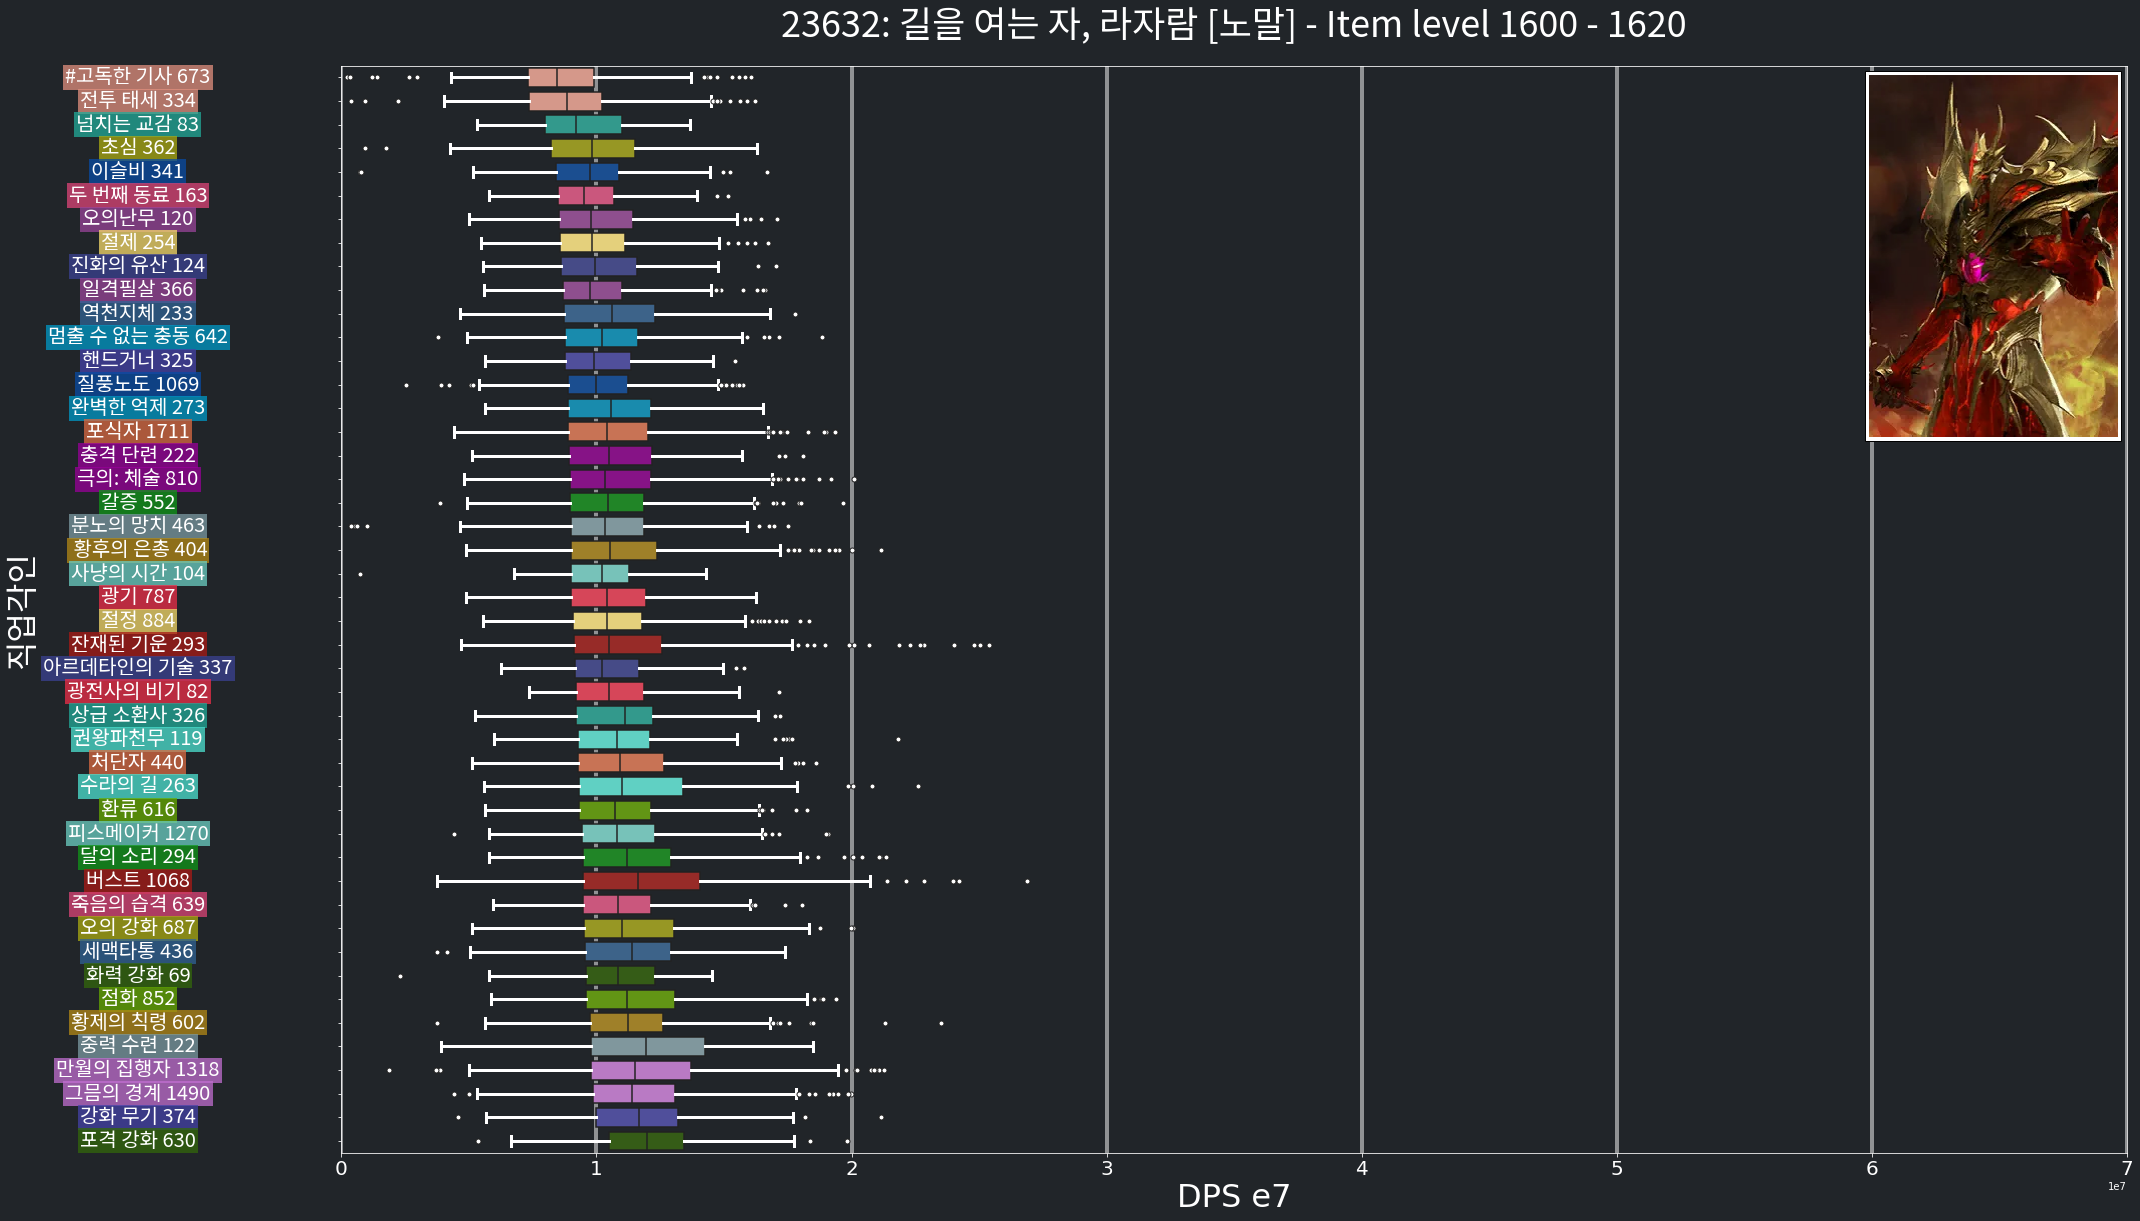 23632: 길을 여는 자, 라자람 [노말] - Item level 1600 - 1620
#고독한 기사 673
전투 태세 334
넘치는 교감 83
초심 362
이슬비 341
두 번째 동료 163
오의난무 120
절제 254
진화의 유산 124
일격필살 366
역천지체 233
멈출 수 없는 충동 642
핸드거너 325
질풍노도 1069
완벽한 억제 273
포식자 1711
충격 단련 222
극의: 체술 810
갈증 552
분노의 망치 463
황후의 은총 404
사냥의 시간 104
광기 787
절정 884
잔재된 기운 293
아르데타인의 기술 337
광전사의 비기 82
상급 소환사 326
권왕파천무 119
처단자 440
수라의 길 263
환류 616
피스메이커 1270
달의 소리 294
버스트 1068
죽음의 습격 639
오의 강화 687
세맥타통 436
화력 강화 69
점화 852
황제의 칙령 602
중력 수련 122
만월의 집행자 1318
그믐의 경계 1490
강화 무기 374
포격 강화 630
직업각인
0 1 2 3 4 5 6 7
1e7
DPS e7